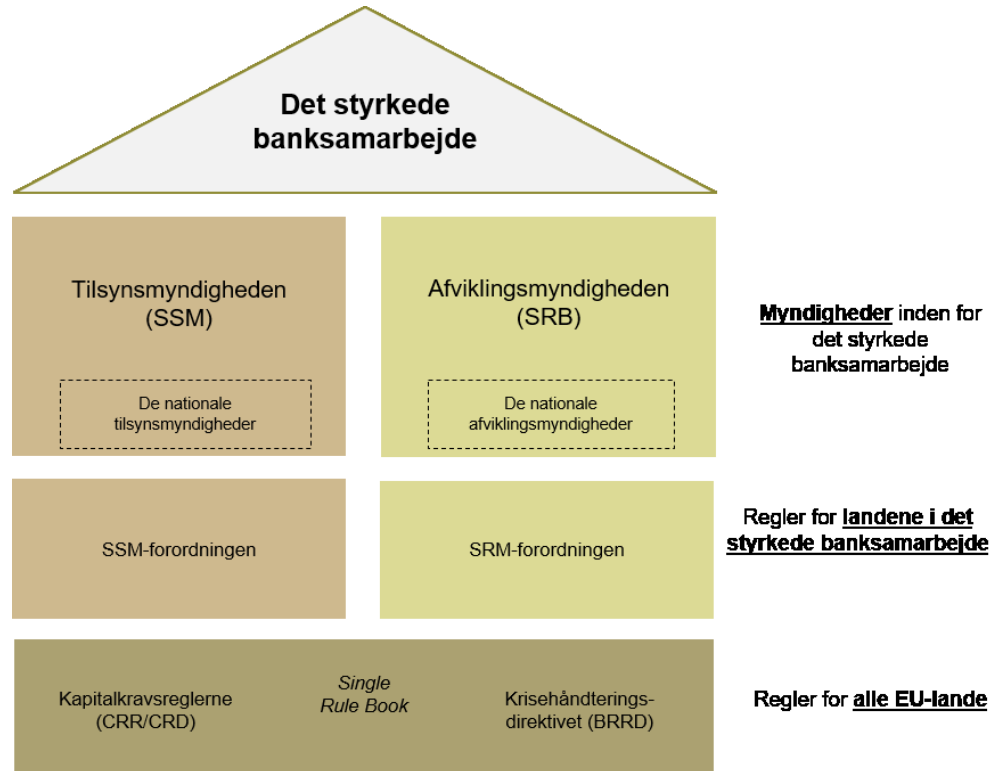 Det styrkede
banksamarbejde
Tilsynsmyndigheden
(SSM)
De nationale
tilsynsmyndigheder
Afviklingsmyndigheden
(SRB)
De nationale
afviklingsmyndigheder
Myndigheder inden for
det styrkede
banksamarbejde
SSM-forordningen
SRM-forordningen
Regler for landene i det
styrkede banksamarbejde
Kapitalkravsreglerne
(CRR/CRD)
Single
Rule Book
Krisehåndterings-
direktivet (BRRD)
Regler for alle EU-lande